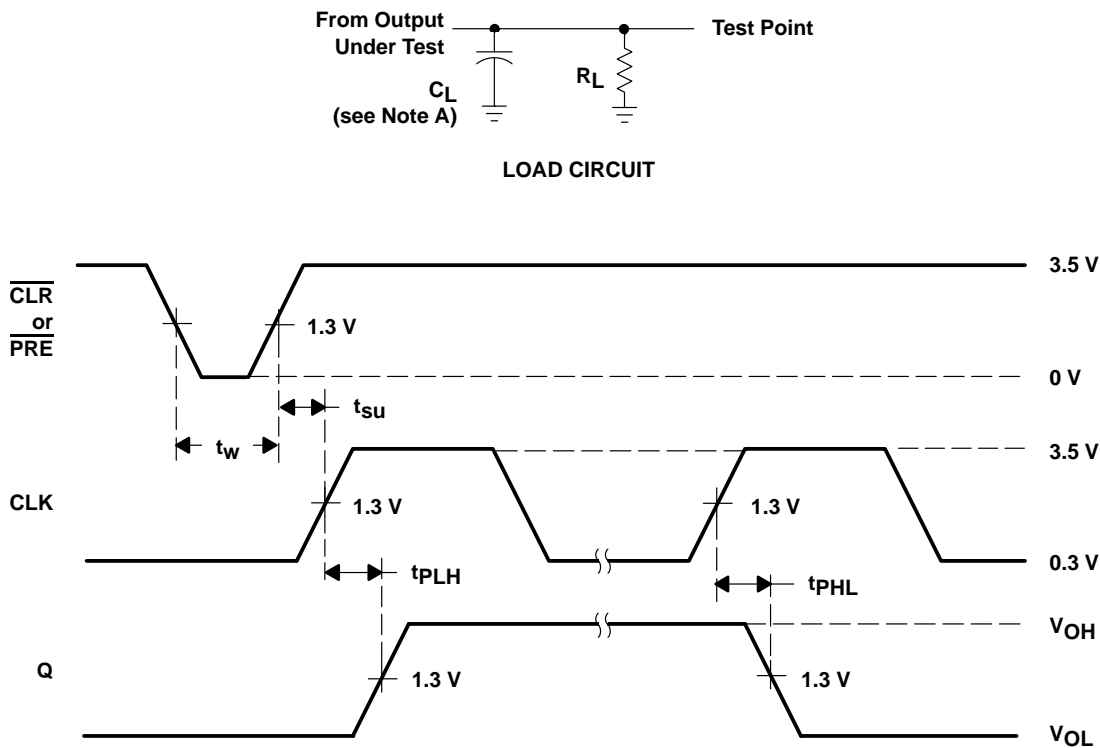 From Output
Under Test
Test Point
CL
(see Note A)
RL
LOAD CIRCUIT
CLR
or
PRE
3.5 V
1.3 V
0 V
tsu
tw
3.5 V
CLK
1.3 V
1.3 V
0.3 V
tPLH
tPHL
VOH
Q
1.3 V
1.3 V
VOL